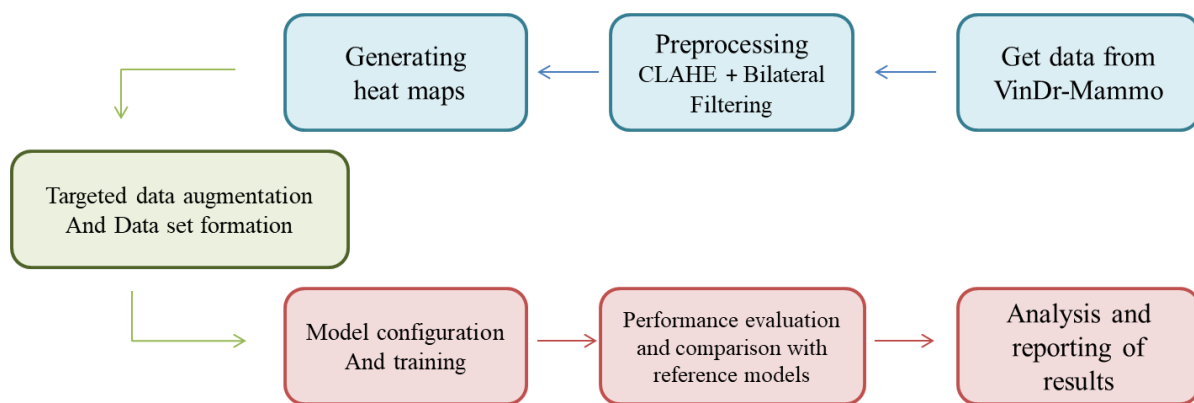 Get data from
VinDr-Mammo
Preprocessing
CLAHE + Bilateral
Filtering
Generating
heat maps
Targeted data augmentation
And Data set formation
Model configuration
And training
Performance evaluation
and comparison with
reference models
Analysis and
reporting of
results